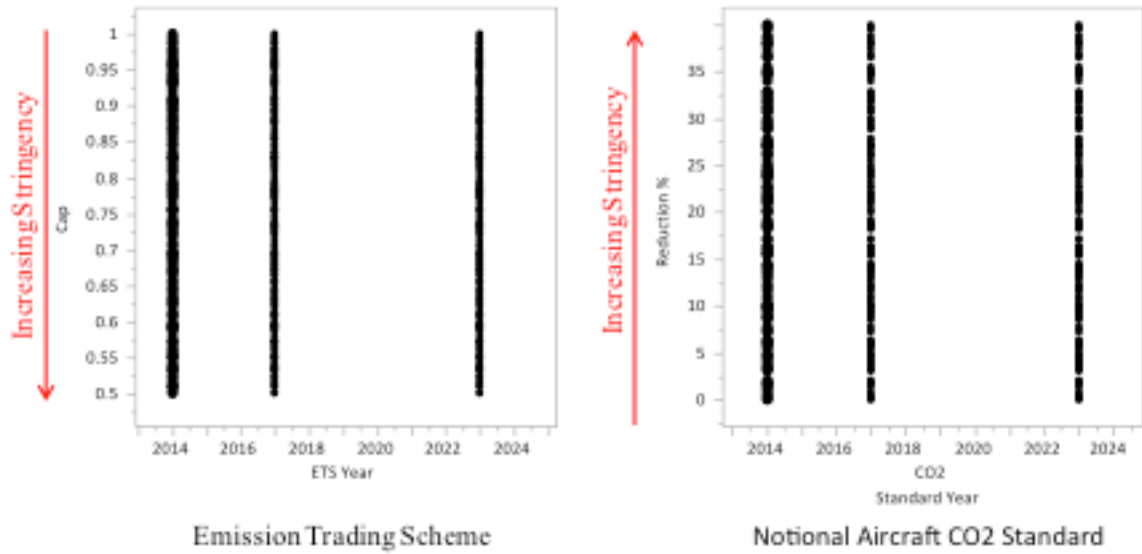 Increasing Stringency
Cap
1
0.95
0.9
0.85
0.8
0.75
0.7
0.65
0.6
0.55
0.5
2014 2016 2018 2020 2022 2024
ETS Year
Emission Trading Scheme
Increasing Stringency
Reduction %
35
30
25
20
15
10
5
0
2014 2016 2018 2020 2022 2024
CO2
Standard Year
Notional Aircraft CO2 Standard